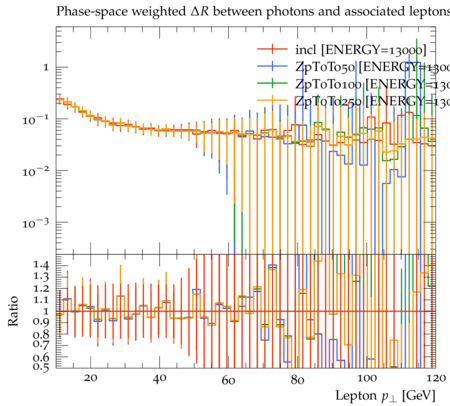 Phase-space weighted ΔR between photons and associated leptons
incl [ENERGY=13000]
ZpToTo50 [ENERGY=1300
ZpToTo100 [ENERGY=130
ZpToTo250 [ENERGY=130
1
10⁻¹
10⁻²
10⁻³
Ratio
1.4
1.3
1.2
1.1
1
0.9
0.8
0.7
0.6
0.5
20 40 60 80 100 120
Lepton p⊥ [GeV]